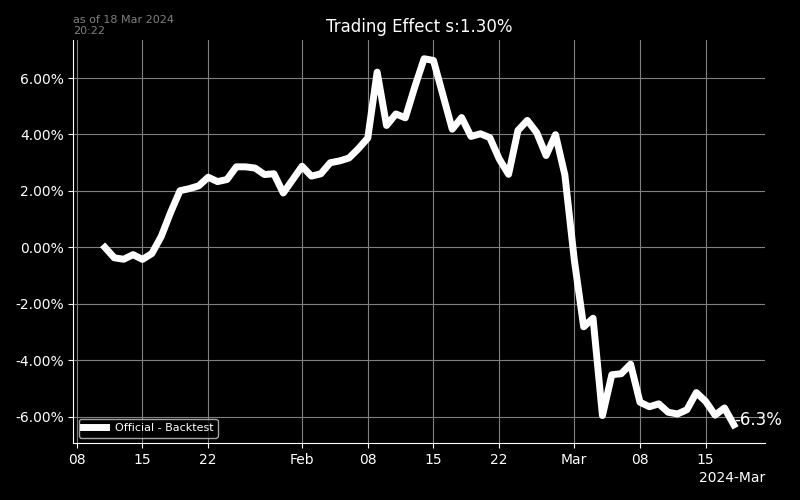 as of 18 Mar 2024
20:22
Trading Effect s:1.30%
6.00%
4.00%
2.00%
0.00%
-2.00%
-4.00%
-6.00%
-6.3%
Official - Backtest
08 15 22 Feb 08 15 22 Mar 08 15
2024-Mar